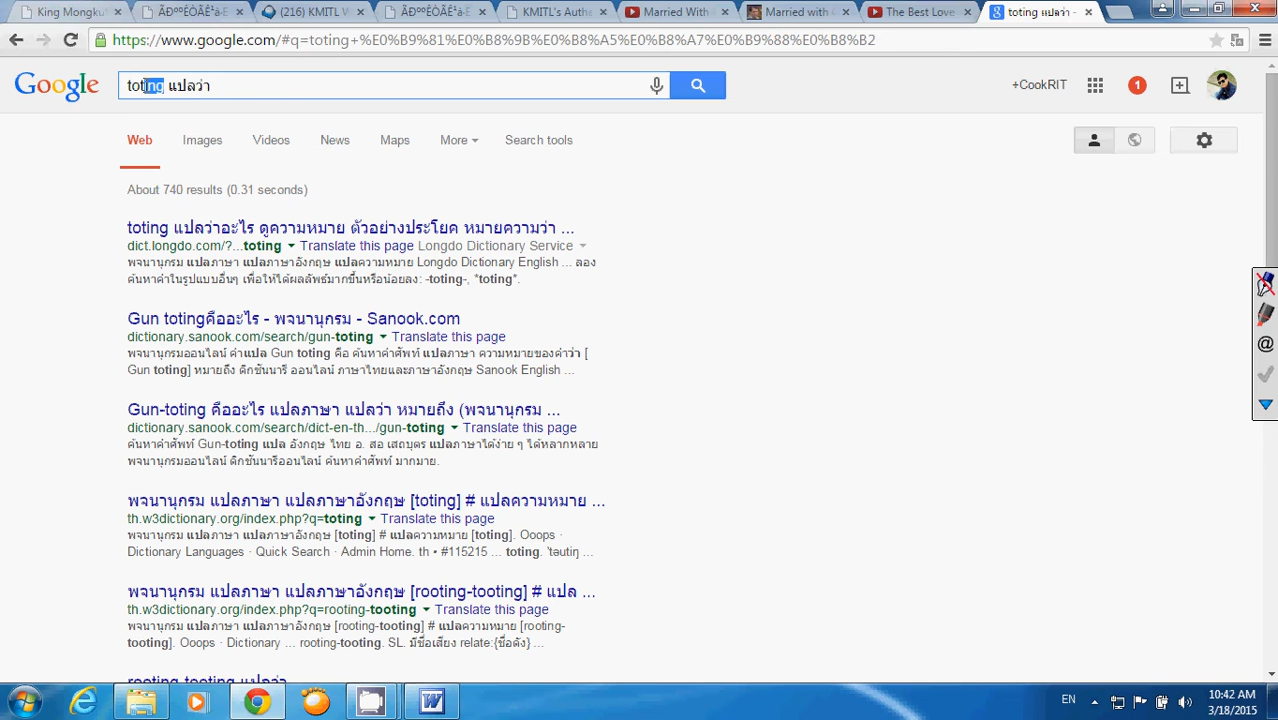 King Mongkut'
ÃÐººÊÒÃÊ¹à·È
(216) KMITL W
ÃÐººÊÒÃÊ¹à·È
KMITL's Authe
Married With
Married with
The Best Love
toting แปลว่า -
https://www.google.com/#q=toting+%E0%B9%81%E0%B8%9B%E0%B8%A5%E0%B8%A7%E0%B9%88%E0%B8%B2
Google
toting แปลว่า
+CookRIT
1
Web Images Videos News Maps More Search tools
About 740 results (0.31 seconds)
toting แปลว่าอะไร ดูความหมาย ตัวอย่างประโยค หมายความว่า ...
dict.longdo.com/?...toting Translate this page Longdo Dictionary Service
พจนานุกรม แปลภาษา แปลภาษาอังกฤษ แปลความหมาย Longdo Dictionary English ... ลอง
ค้นหาคำในรูปแบบอื่นๆ เพื่อให้ได้ผลลัพธ์มากขึ้นหรือน้อยลง: -toting-, *toting*.
Gun totingคืออะไร - พจนานุกรม - Sanook.com
dictionary.sanook.com/search/gun-toting Translate this page
พจนานุกรมออนไลน์ คำแปล Gun toting คือ ค้นหาคำศัพท์ แปลภาษา ความหมายของคำว่า [
Gun toting] หมายถึง ดิกชันนารี ออนไลน์ ภาษาไทยและภาษาอังกฤษ Sanook English ...
Gun-toting คืออะไร แปลภาษา แปลว่า หมายถึง (พจนานุกรม ...
dictionary.sanook.com/search/dict-en-th.../gun-toting Translate this page
ค้นหาคำศัพท์ Gun-toting แปล อังกฤษ ไทย อ. สอ เสถบุตร แปลภาษาได้ง่าย ๆ ได้หลากหลาย
พจนานุกรมออนไลน์ ดิกชันนารีออนไลน์ ค้นหาคำศัพท์ มากมาย.
พจนานุกรม แปลภาษา แปลภาษาอังกฤษ [toting] # แปลความหมาย ...
th.w3dictionary.org/index.php?q=toting Translate this page
พจนานุกรม แปลภาษา แปลภาษาอังกฤษ [toting] # แปลความหมาย [toting]. Ooops ·
Dictionary Languages · Quick Search · Admin Home. th • #115215 ... toting. 'təutiŋ ...
พจนานุกรม แปลภาษา แปลภาษาอังกฤษ [rooting-tooting] # แปล ...
th.w3dictionary.org/index.php?q=rooting-tooting Translate this page
พจนานุกรม แปลภาษา แปลภาษาอังกฤษ [rooting-tooting] # แปลความหมาย [rooting-
tooting]. Ooops · Dictionary ... rooting-tooting. SL. มีชื่อเสียง relate:{ชื่อดัง} ...
rooting-tooting แปลว่า
EN
10:42 AM
3/18/2015